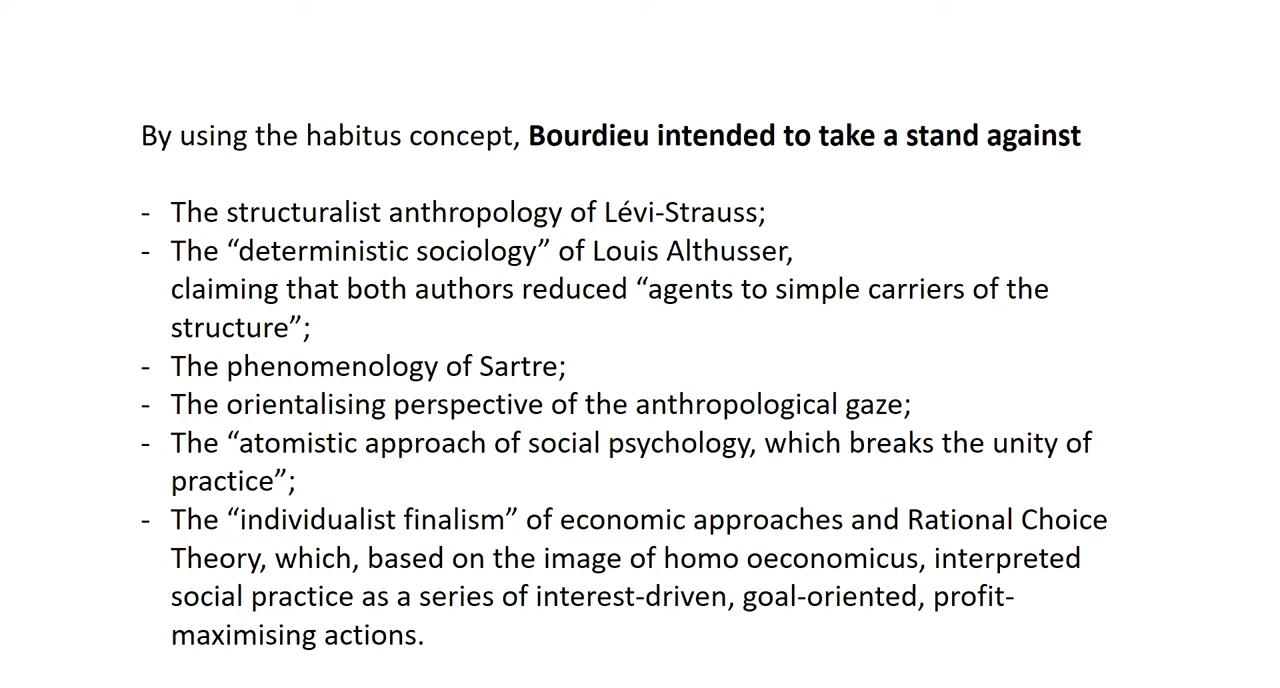 By using the habitus concept, Bourdieu intended to take a stand against
- The structuralist anthropology of Lévi-Strauss;
- The “deterministic sociology” of Louis Althusser,
claiming that both authors reduced “agents to simple carriers of the
structure”;
- The phenomenology of Sartre;
- The orientalising perspective of the anthropological gaze;
- The “atomistic approach of social psychology, which breaks the unity of
practice”;
- The “individualist finalism” of economic approaches and Rational Choice
Theory, which, based on the image of homo oeconomicus, interpreted
social practice as a series of interest-driven, goal-oriented, profit-
maximising actions.